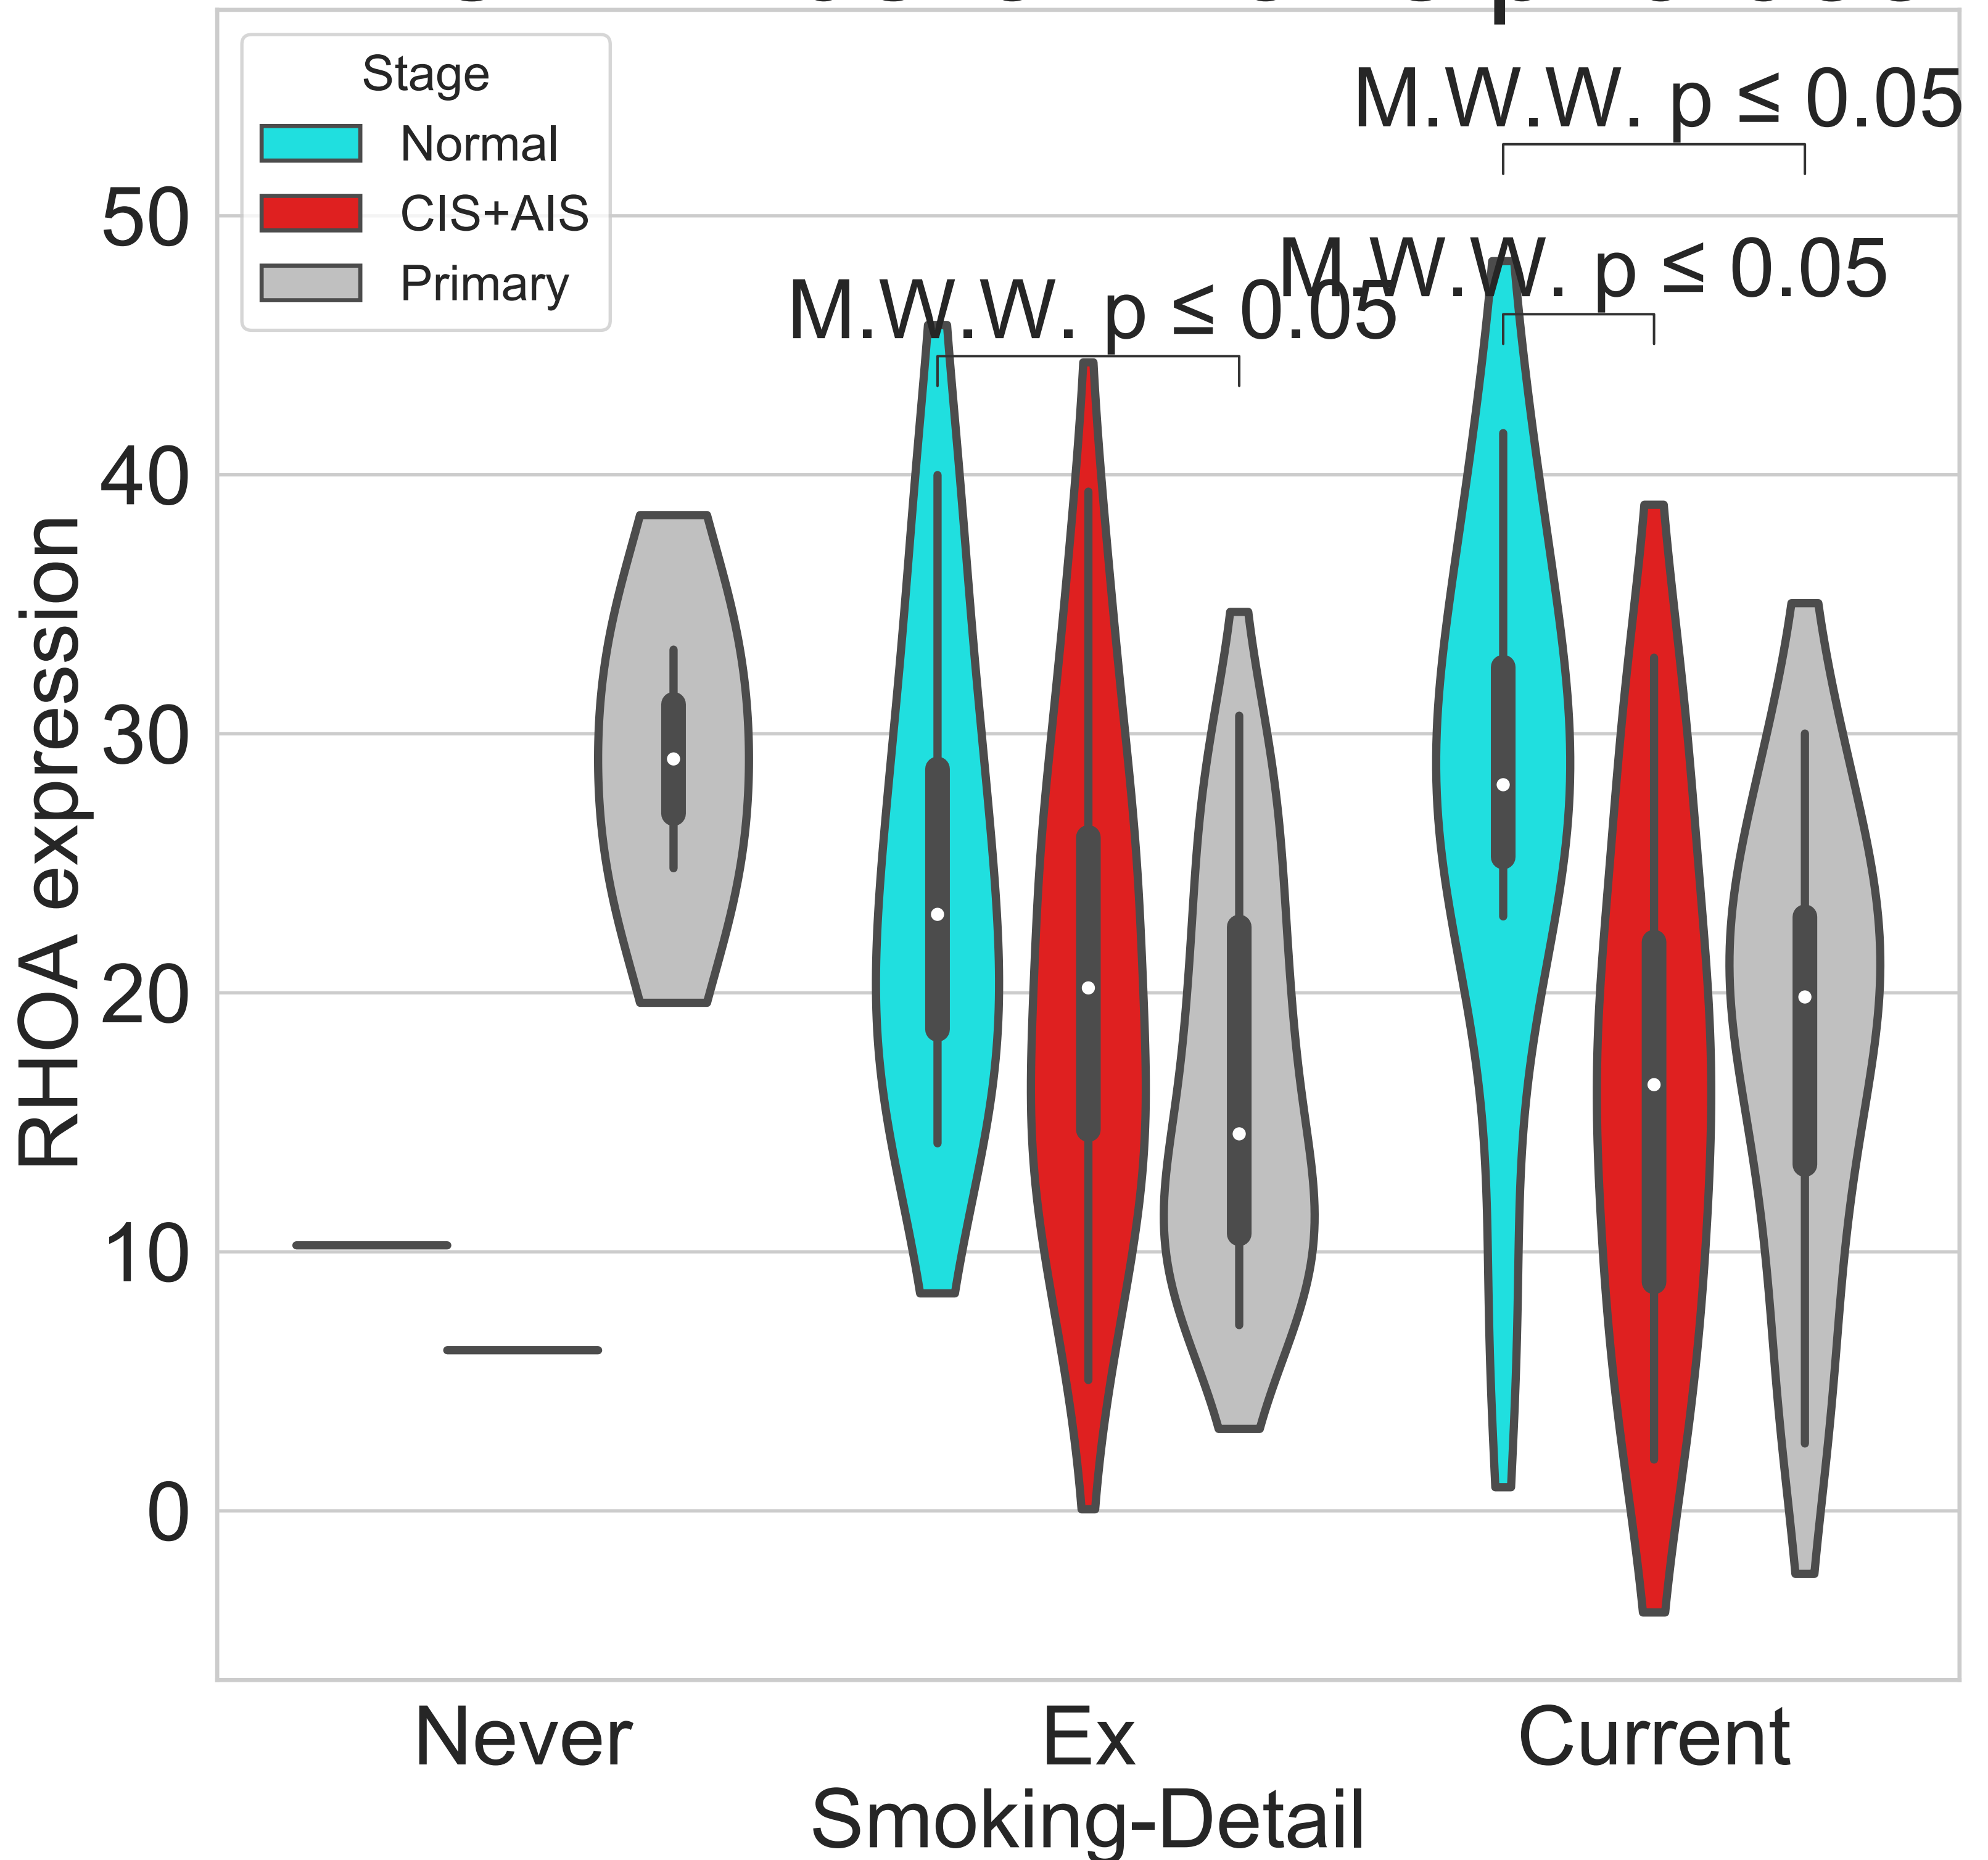 Stage
Normal
CIS+AIS
Primary
M.W.W. p ≤ 0.05
M.W.W. p ≤ 0.05
M.W.W. p ≤ 0.05
RHOA expression
50
40
30
20
10
0
Never
Ex
Current
Smoking-Detail